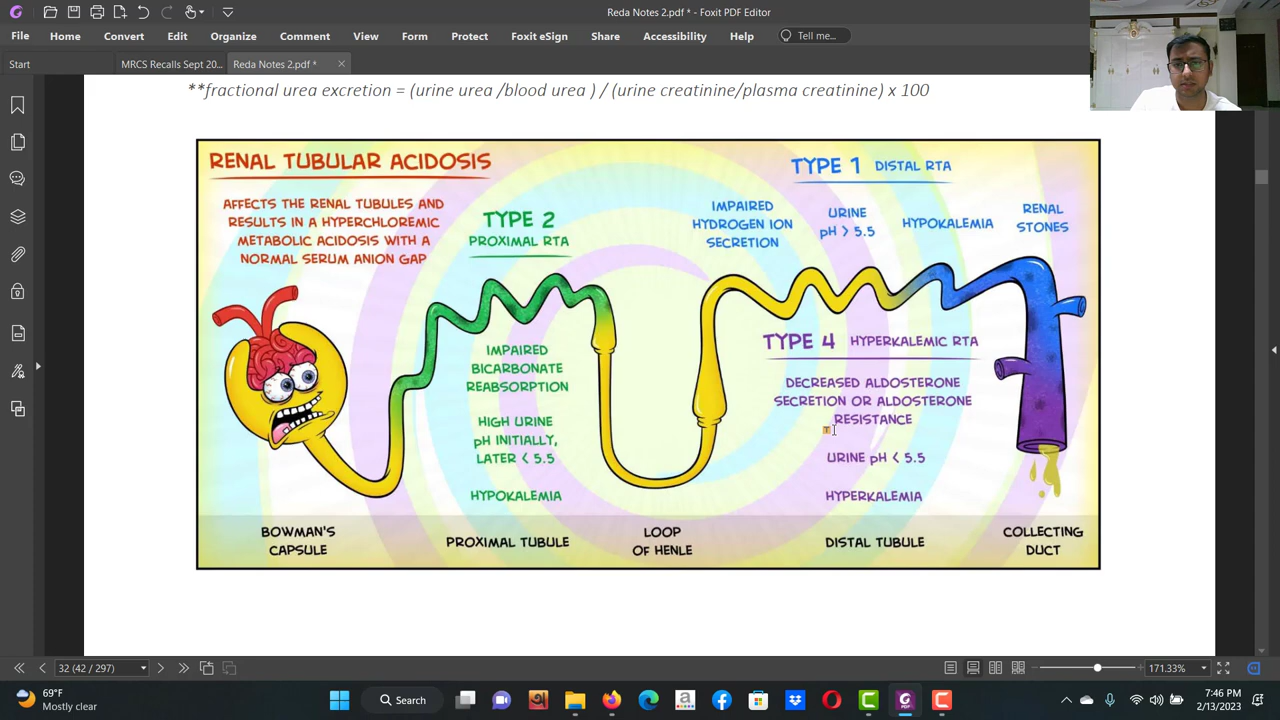 Reda Notes 2.pdf * - Foxit PDF Editor
File Home Convert Edit Organize Comment View Form Protect Foxit eSign Share Accessibility Help Tell me...
Start MRCS Recalls Sept 20... Reda Notes 2.pdf *
**fractional urea excretion = (urine urea /blood urea ) / (urine creatinine/plasma creatinine) x 100
RENAL TUBULAR ACIDOSIS
AFFECTS THE RENAL TUBULES AND
RESULTS IN A HYPERCHLOREMIC
METABOLIC ACIDOSIS WITH A
NORMAL SERUM ANION GAP
TYPE 2
PROXIMAL RTA
IMPAIRED
BICARBONATE
REABSORPTION
HIGH URINE
pH INITIALLY,
LATER < 5.5
HYPOKALEMIA
TYPE 1 DISTAL RTA
IMPAIRED
HYDROGEN ION
SECRETION
URINE
pH > 5.5
HYPOKALEMIA
RENAL
STONES
TYPE 4 HYPERKALEMIC RTA
DECREASED ALDOSTERONE
SECRETION OR ALDOSTERONE
RESISTANCE
URINE pH < 5.5
HYPERKALEMIA
BOWMAN'S
CAPSULE
PROXIMAL TUBULE
LOOP
OF HENLE
DISTAL TUBULE
COLLECTING
DUCT
32 (42 / 297)
171.33%
69°F
Mostly clear
Search
7:46 PM
2/13/2023